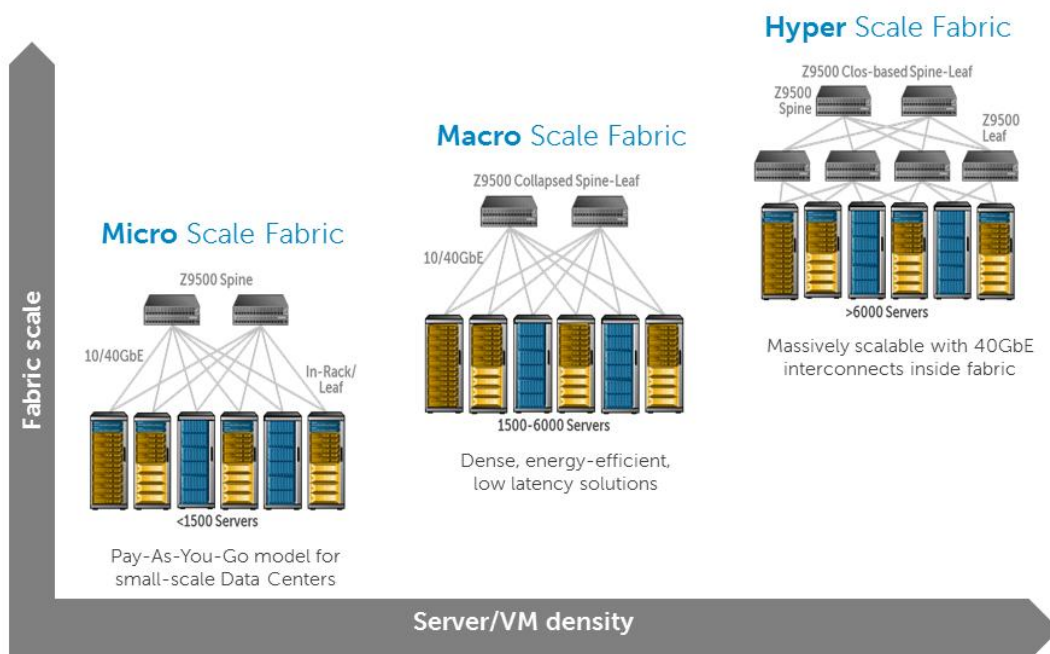 Hyper Scale Fabric
Z9500 Clos-based Spine-Leaf
Z9500
Spine
Z9500
Leaf
>6000 Servers
Massively scalable with 40GbE
interconnects inside fabric
Macro Scale Fabric
Z9500 Collapsed Spine-Leaf
10/40GbE
1500-6000 Servers
Dense, energy-efficient,
low latency solutions
Micro Scale Fabric
Z9500 Spine
10/40GbE
In-Rack/
Leaf
<1500 Servers
Pay-As-You-Go model for
small-scale Data Centers
Fabric scale
Server/VM density